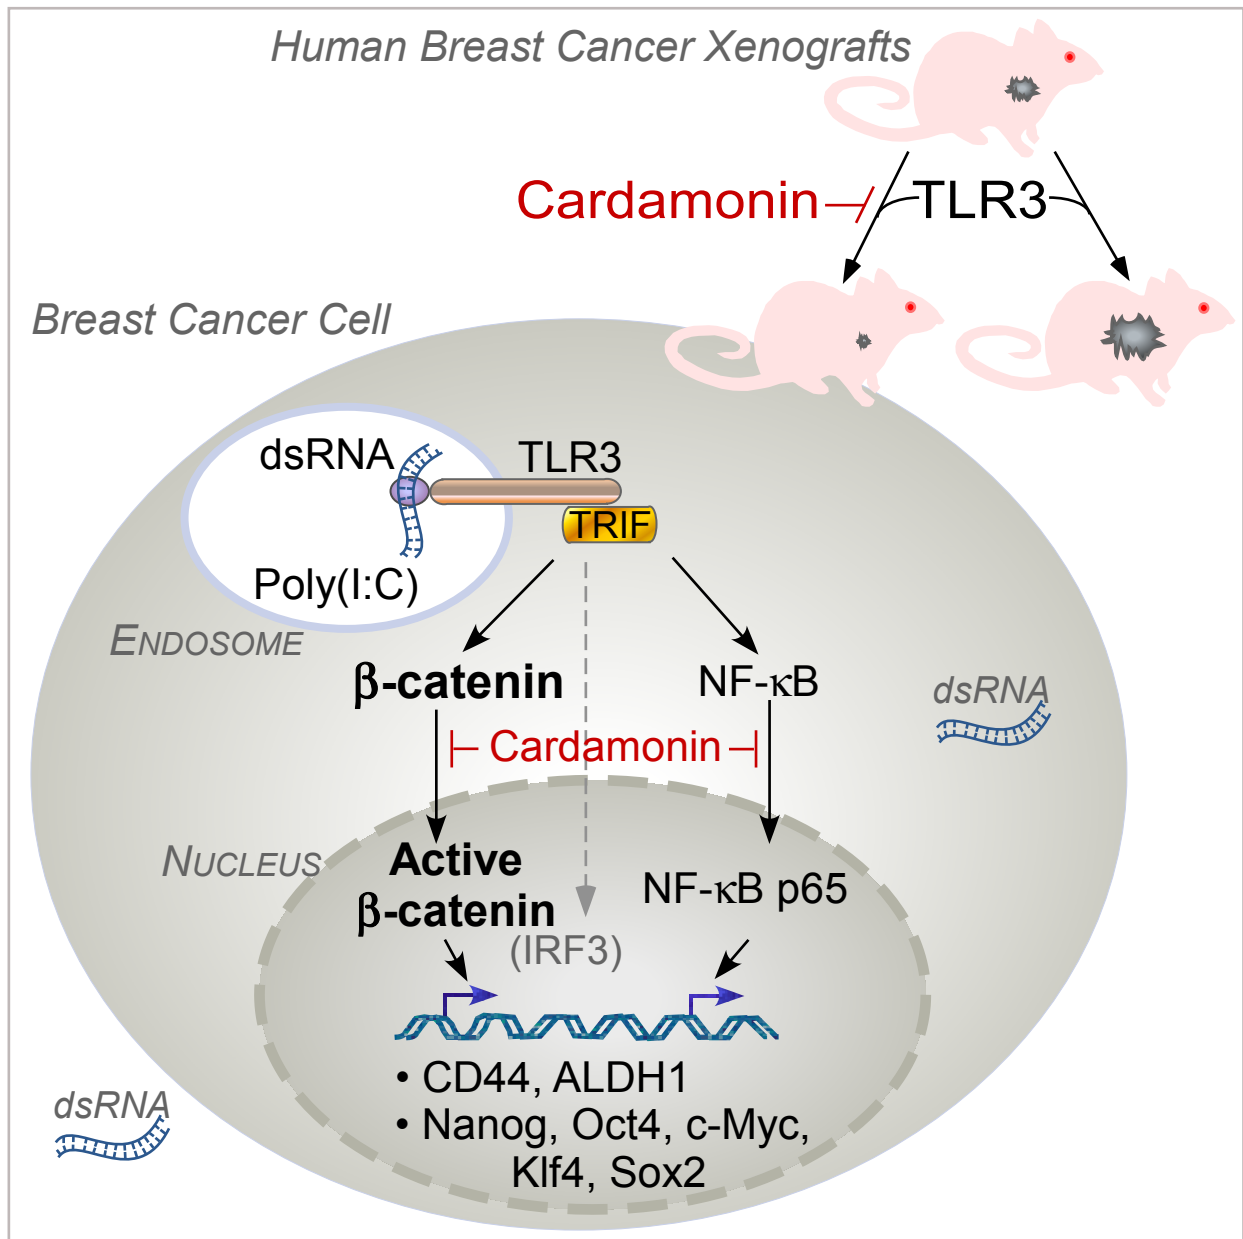 Human Breast Cancer Xenografts
Cardamonin
TLR3
Breast Cancer Cell
dsRNA
TLR3
TRIF
Poly(I:C)
ENDOSOME
β-catenin
NF-κB
dsRNA
Cardamonin
NUCLEUS
Active
β-catenin
NF-κB p65
(IRF3)
• CD44, ALDH1
• Nanog, Oct4, c-Myc,
Klf4, Sox2
dsRNA